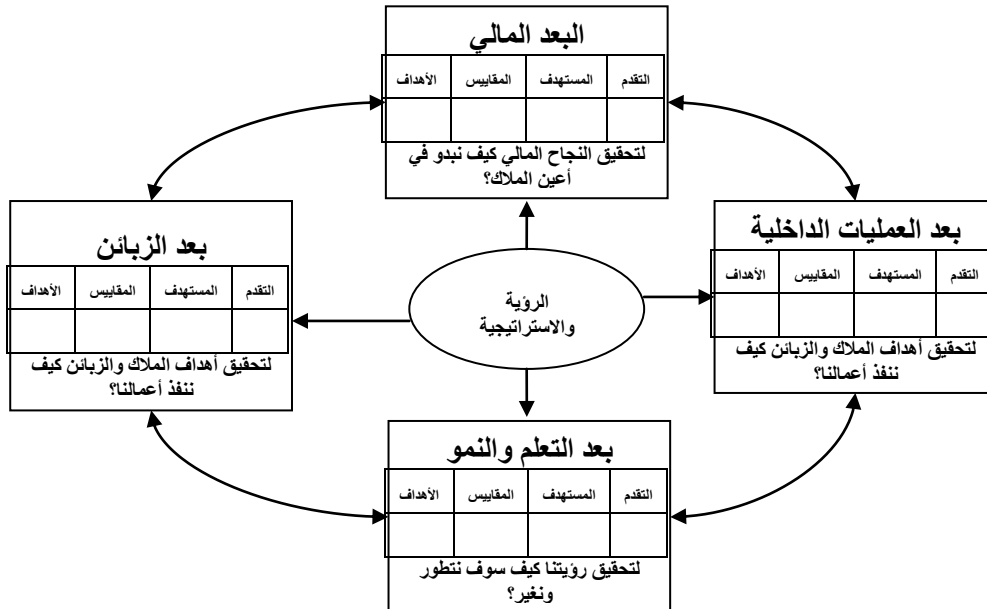 البعد المالي
الأهداف المقاييس المستهدف التقدم
لتحقيق النجاح المالي كيف نبدو في
أعين الملاك؟
بعد العمليات الداخلية
الأهداف المقاييس المستهدف التقدم
لتحقيق أهداف الملاك والزبائن كيف
ننفذ أعمالنا؟
الرؤية
والاستراتيجية
بعد الزبائن
الأهداف المقاييس المستهدف التقدم
لتحقيق أهداف الملاك والزبائن كيف
ننفذ أعمالنا؟
بعد التعلم والنمو
الأهداف المقاييس المستهدف التقدم
لتحقيق رؤيتنا كيف سوف نتطور
ونغير؟